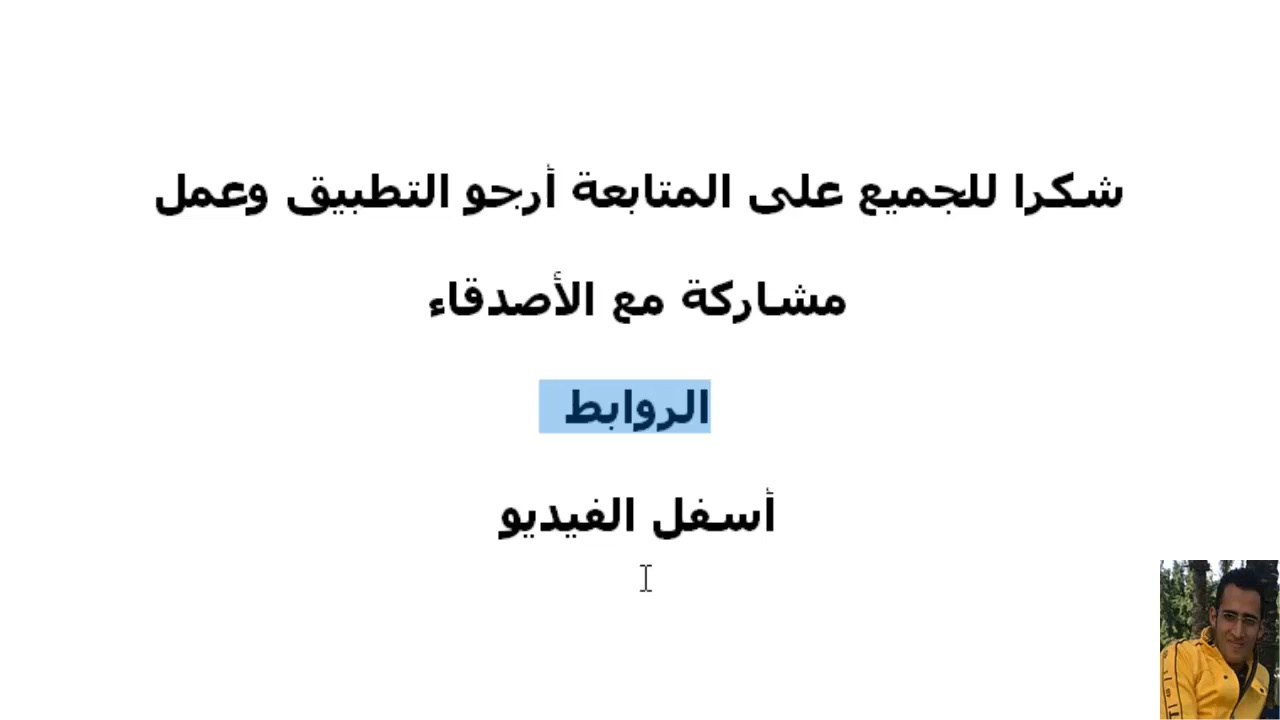 شكرا للجميع على المتابعة أرجو التطبيق وعمل
مشاركة مع الأصدقاء
الروابط
أسفل الفيديو